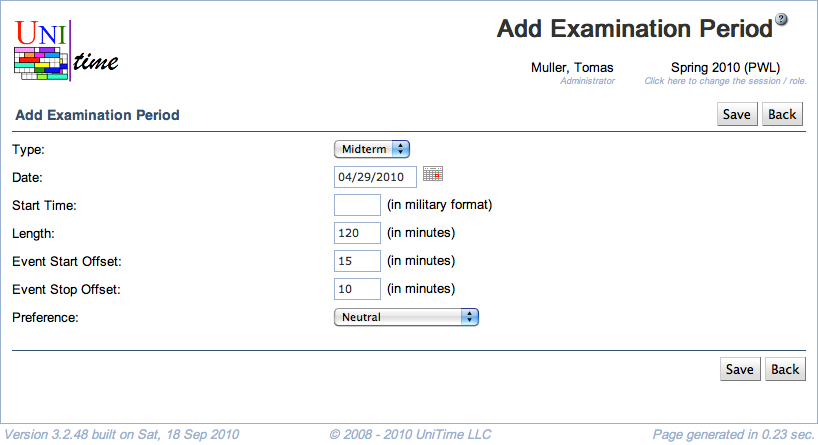 Add Examination Period ?
UNI
time
Muller, Tomas Spring 2010 (PWL)
Administrator Click here to change the session / role.
Add Examination Period Save Back
Type: Midterm
Date: 04/29/2010
Start Time: (in military format)
Length: 120 (in minutes)
Event Start Offset: 15 (in minutes)
Event Stop Offset: 10 (in minutes)
Preference: Neutral
Save Back
Version 3.2.48 built on Sat, 18 Sep 2010 © 2008 - 2010 UniTime LLC Page generated in 0.23 sec.